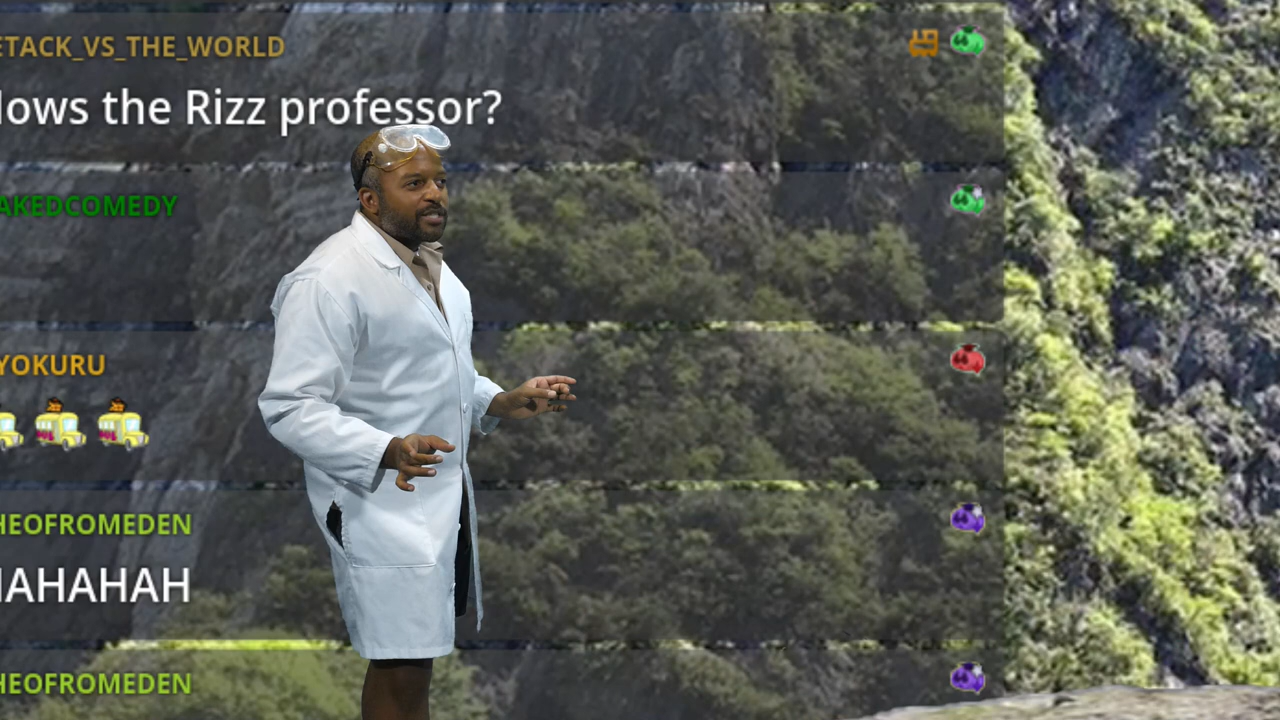 ETACK_VS_THE_WORLD
lows the Rizz professor?
AKEDCOMEDY
YOKURU
HEOFROMEDEN
IAHAHAH
HEOFROMEDEN